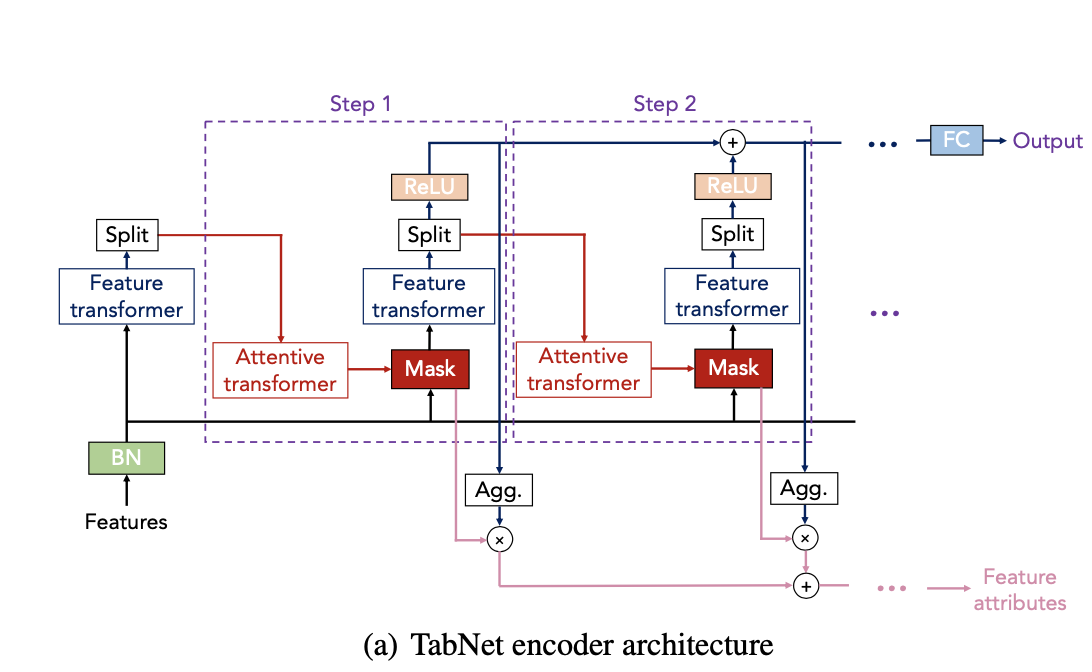 Step 1
Step 2
FC
Output
ReLU
ReLU
Split
Split
Split
Feature
transformer
Feature
transformer
Feature
transformer
Attentive
transformer
Mask
Attentive
transformer
Mask
BN
Features
Agg.
Agg.
Feature
attributes
(a) TabNet encoder architecture